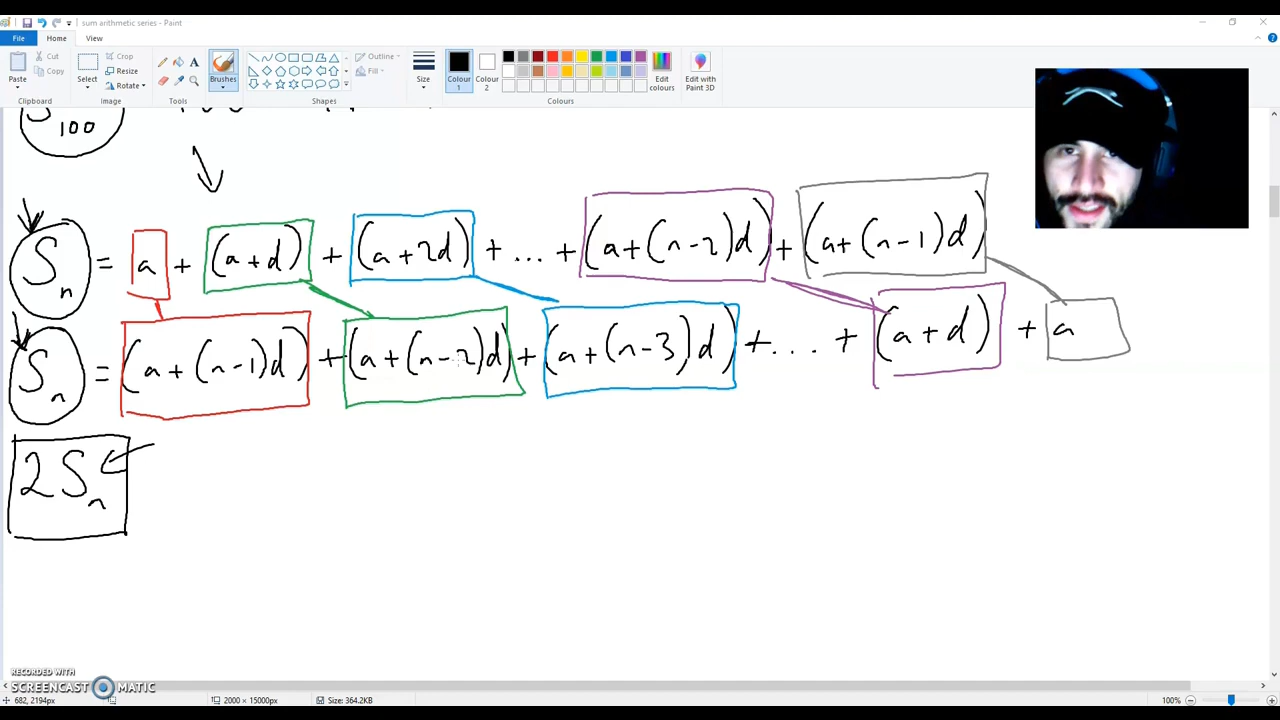 sum arithmetic series - Paint
File Home View
Paste Cut Copy Clipboard
Select Crop Resize Rotate Image
Tools
Brushes
Shapes Outline Fill
Size
Colour 1 Colour 2 Edit colours Edit with Paint 3D
Colours
S₁₀₀
Sₙ = a + (a+d) + (a+2d) + ... + (a+(n-2)d) + (a+(n-1)d)
Sₙ = (a+(n-1)d) + (a+(n-2)d) + (a+(n-3)d) + ... + (a+d) + a
2Sₙ
RECORDED WITH
SCREENCAST MATIC
682, 2194px 2000 × 15000px Size: 364.2KB 100%